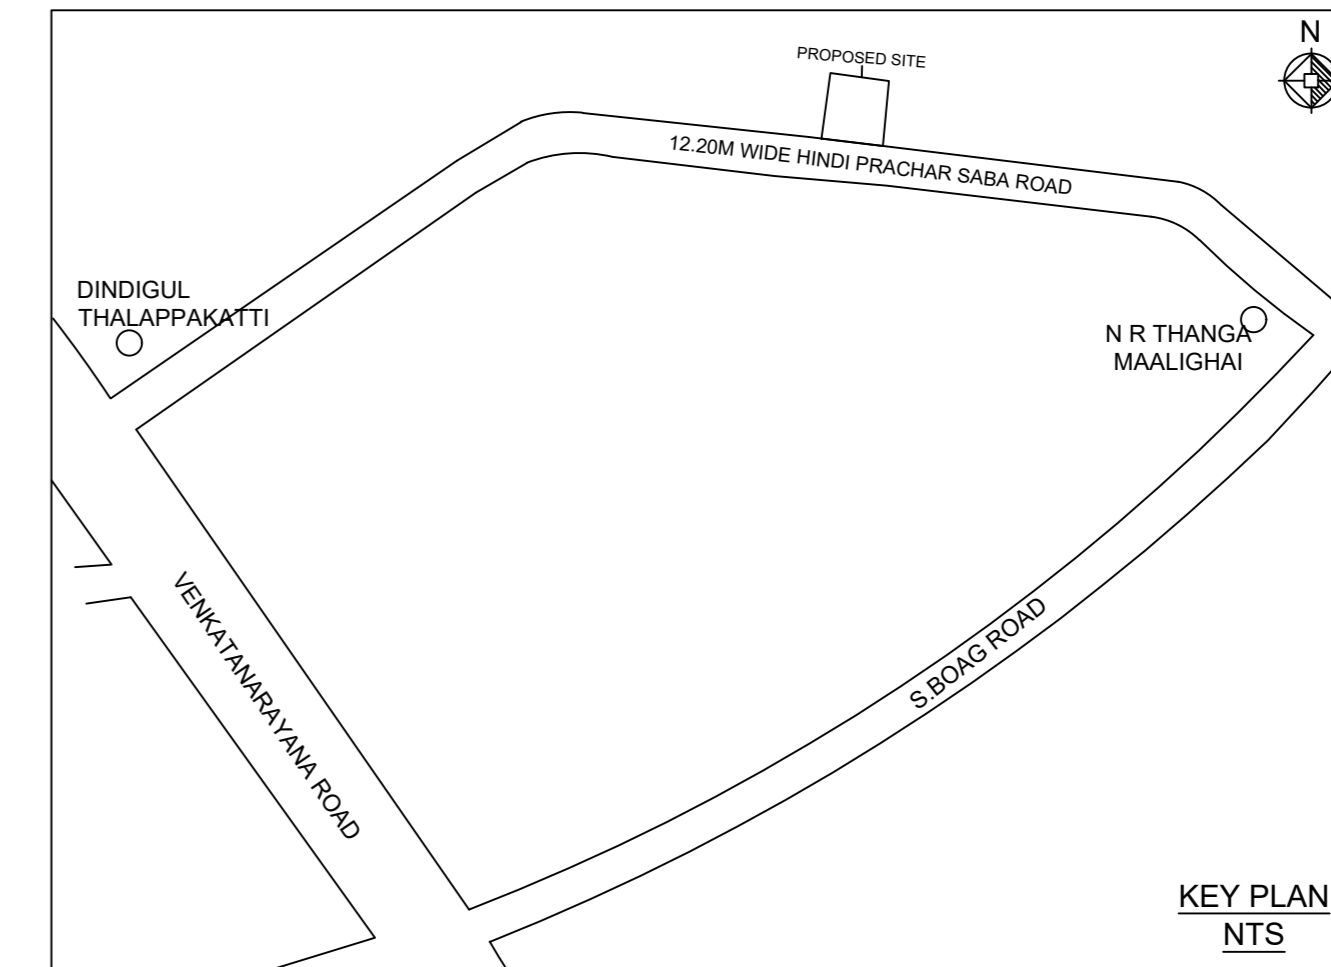 N
PROPOSED SITE
12.20M WIDE HINDI PRACHAR SABA ROAD
DINDIGUL
THALAPPAKATTI
N R THANGA
MAALIGHAI
VENKATANARAYANA ROAD
S.BOAG ROAD
KEY PLAN
NTS